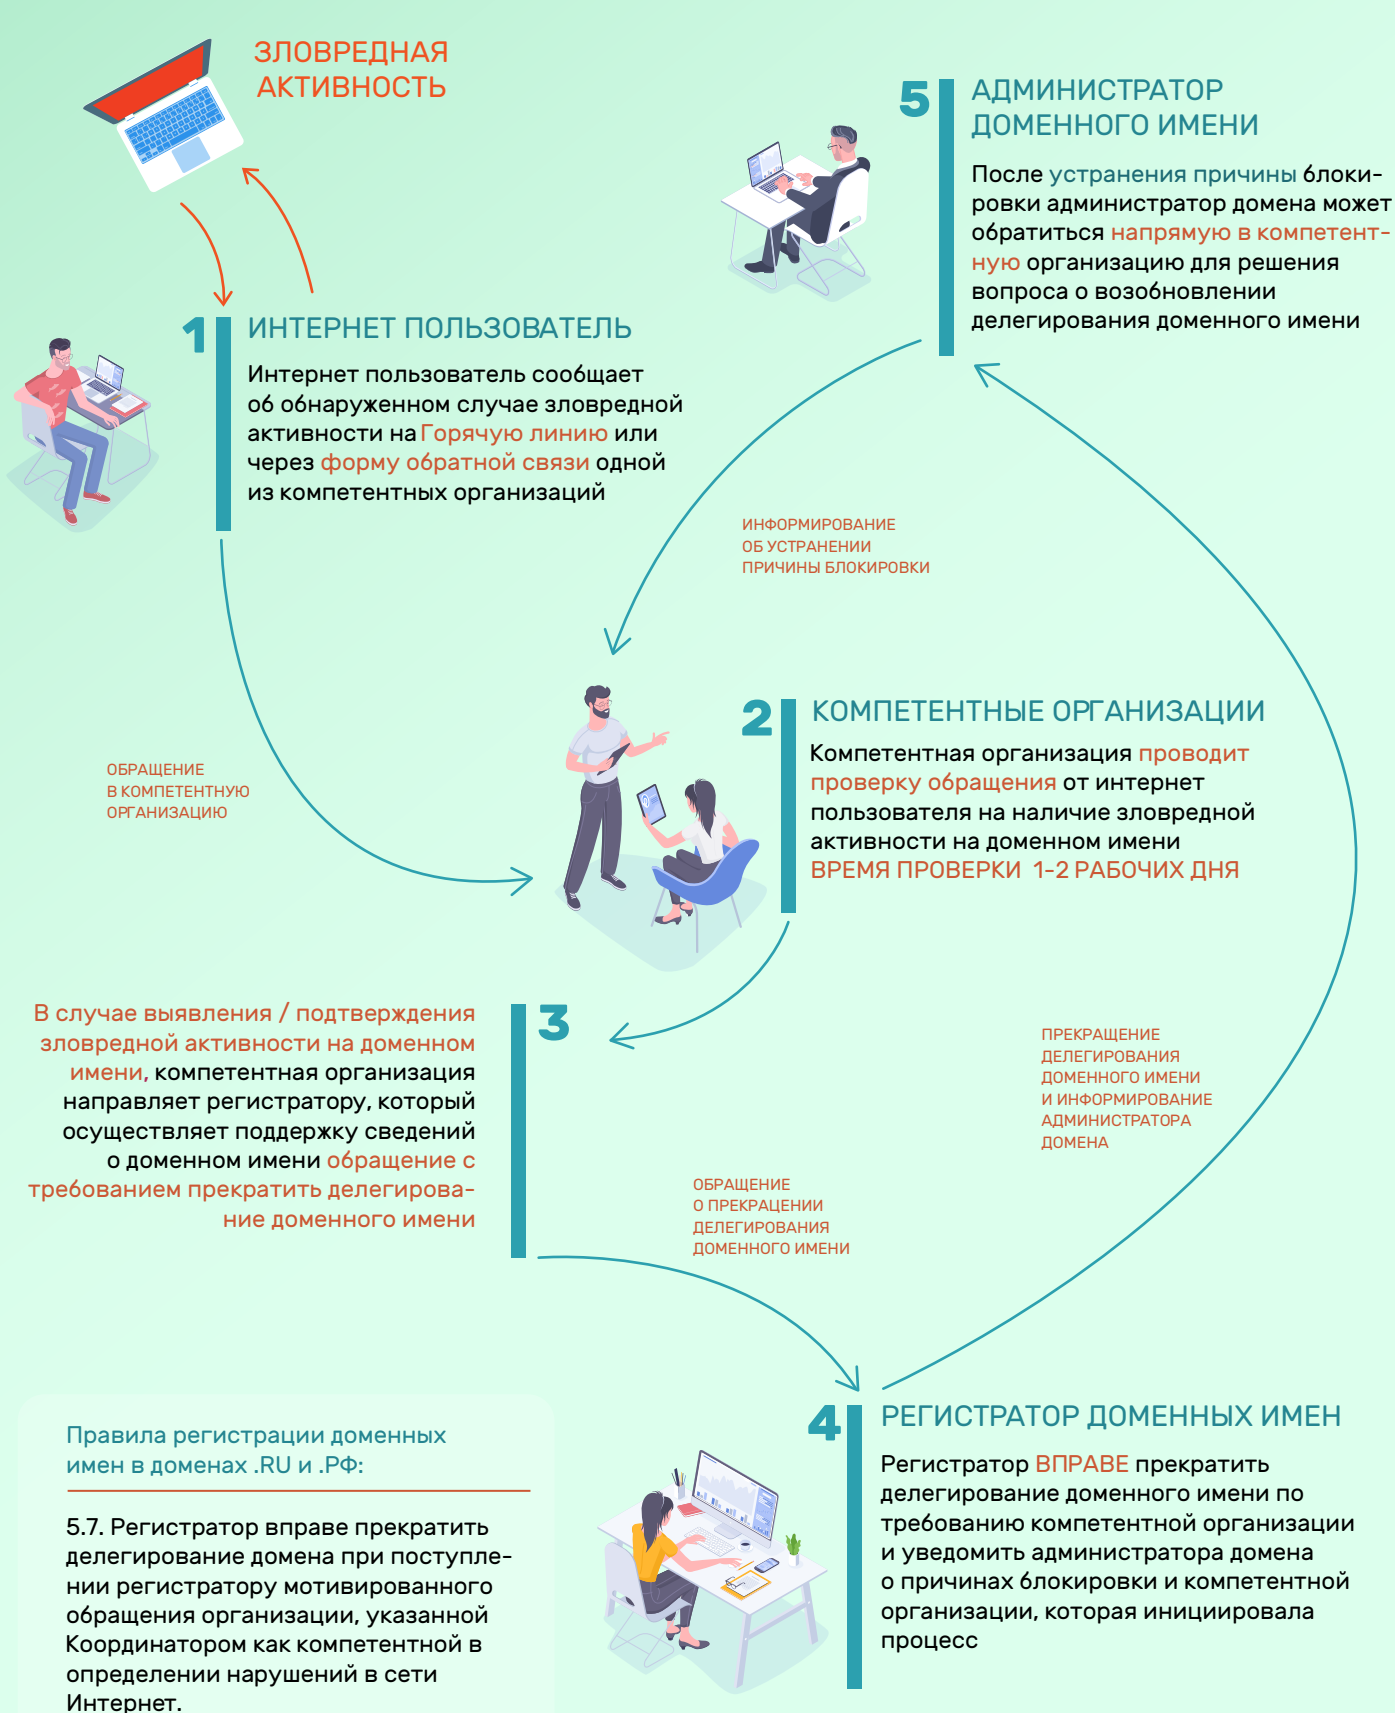 ЗЛОВРЕДНАЯ
АКТИВНОСТЬ
1
ИНТЕРНЕТ ПОЛЬЗОВАТЕЛЬ
Интернет пользователь сообщает
об обнаруженном случае зловредной
активности на Горячую линию или
через форму обратной связи одной
из компетентных организаций
ОБРАЩЕНИЕ
В КОМПЕТЕНТНУЮ
ОРГАНИЗАЦИЮ
2
КОМПЕТЕНТНЫЕ ОРГАНИЗАЦИИ
Компетентная организация проводит
проверку обращения от интернет
пользователя на наличие зловредной
активности на доменном имени
ВРЕМЯ ПРОВЕРКИ 1-2 РАБОЧИХ ДНЯ
3
В случае выявления / подтверждения
зловредной активности на доменном
имени, компетентная организация
направляет регистратору, который
осуществляет поддержку сведений
о доменном имени обращение с
требованием прекратить делегирова-
ние доменного имени
ОБРАЩЕНИЕ
О ПРЕКРАЦЕНИИ
ДЕЛЕГИРОВАНИЯ
ДОМЕННОГО ИМЕНИ
4
РЕГИСТРАТОР ДОМЕННЫХ ИМЕН
Регистратор ВПРАВЕ прекратить
делегирование доменного имени по
требованию компетентной организации
и уведомить администратора домена
о причинах блокировки и компетентной
организации, которая инициировала
процесс
ПРЕКРАЩЕНИЕ
ДЕЛЕГИРОВАНИЯ
ДОМЕННОГО ИМЕНИ
И ИНФОРМИРОВАНИЕ
АДМИНИСТРАТОРА
ДОМЕНА
5
АДМИНИСТРАТОР
ДОМЕННОГО ИМЕНИ
После устранения причины блоки-
ровки администратор домена может
обратиться напрямую в компетент-
ную организацию для решения
вопроса о возобновлении
делегирования доменного имени
ИНФОРМИРОВАНИЕ
ОБ УСТРАНЕНИИ
ПРИЧИНЫ БЛОКИРОВКИ
Правила регистрации доменных
имен в доменах .RU и .РФ:
5.7. Регистратор вправе прекратить
делегирование домена при поступле-
нии регистратору мотивированного
обращения организации, указанной
Координатором как компетентной в
определении нарушений в сети
Интернет.